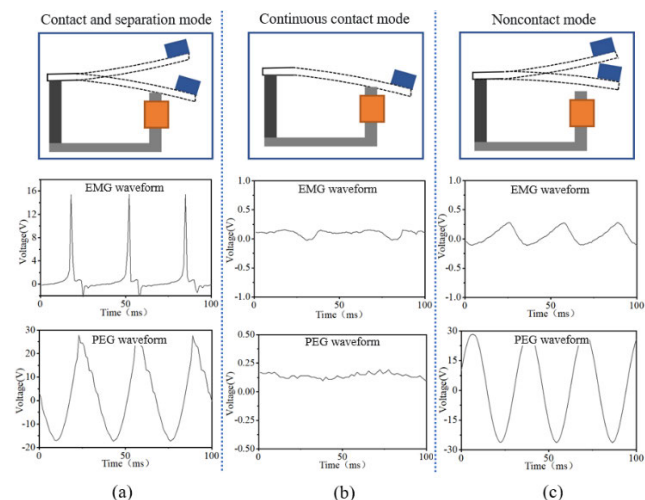 Contact and separation mode
Continuous contact mode
Noncontact mode
EMG waveform
Voltage(V)
16
12
8
4
0
0
50
100
Time (ms)
EMG waveform
Voltage(V)
1.0
0.5
0.0
-0.5
-1.0
0
50
100
Time (ms)
EMG waveform
Voltage(V)
1.0
0.5
0.0
-0.5
-1.0
0
50
100
Time (ms)
PEG waveform
Voltage(V)
30
20
10
0
-10
-20
0
50
100
Time (ms)
PEG waveform
Voltage(V)
0.50
0.25
0.00
-0.25
-0.50
0
50
100
Time (ms)
PEG waveform
Voltage(V)
30
15
0
-15
-30
0
50
100
Time (ms)
(a)
(b)
(c)